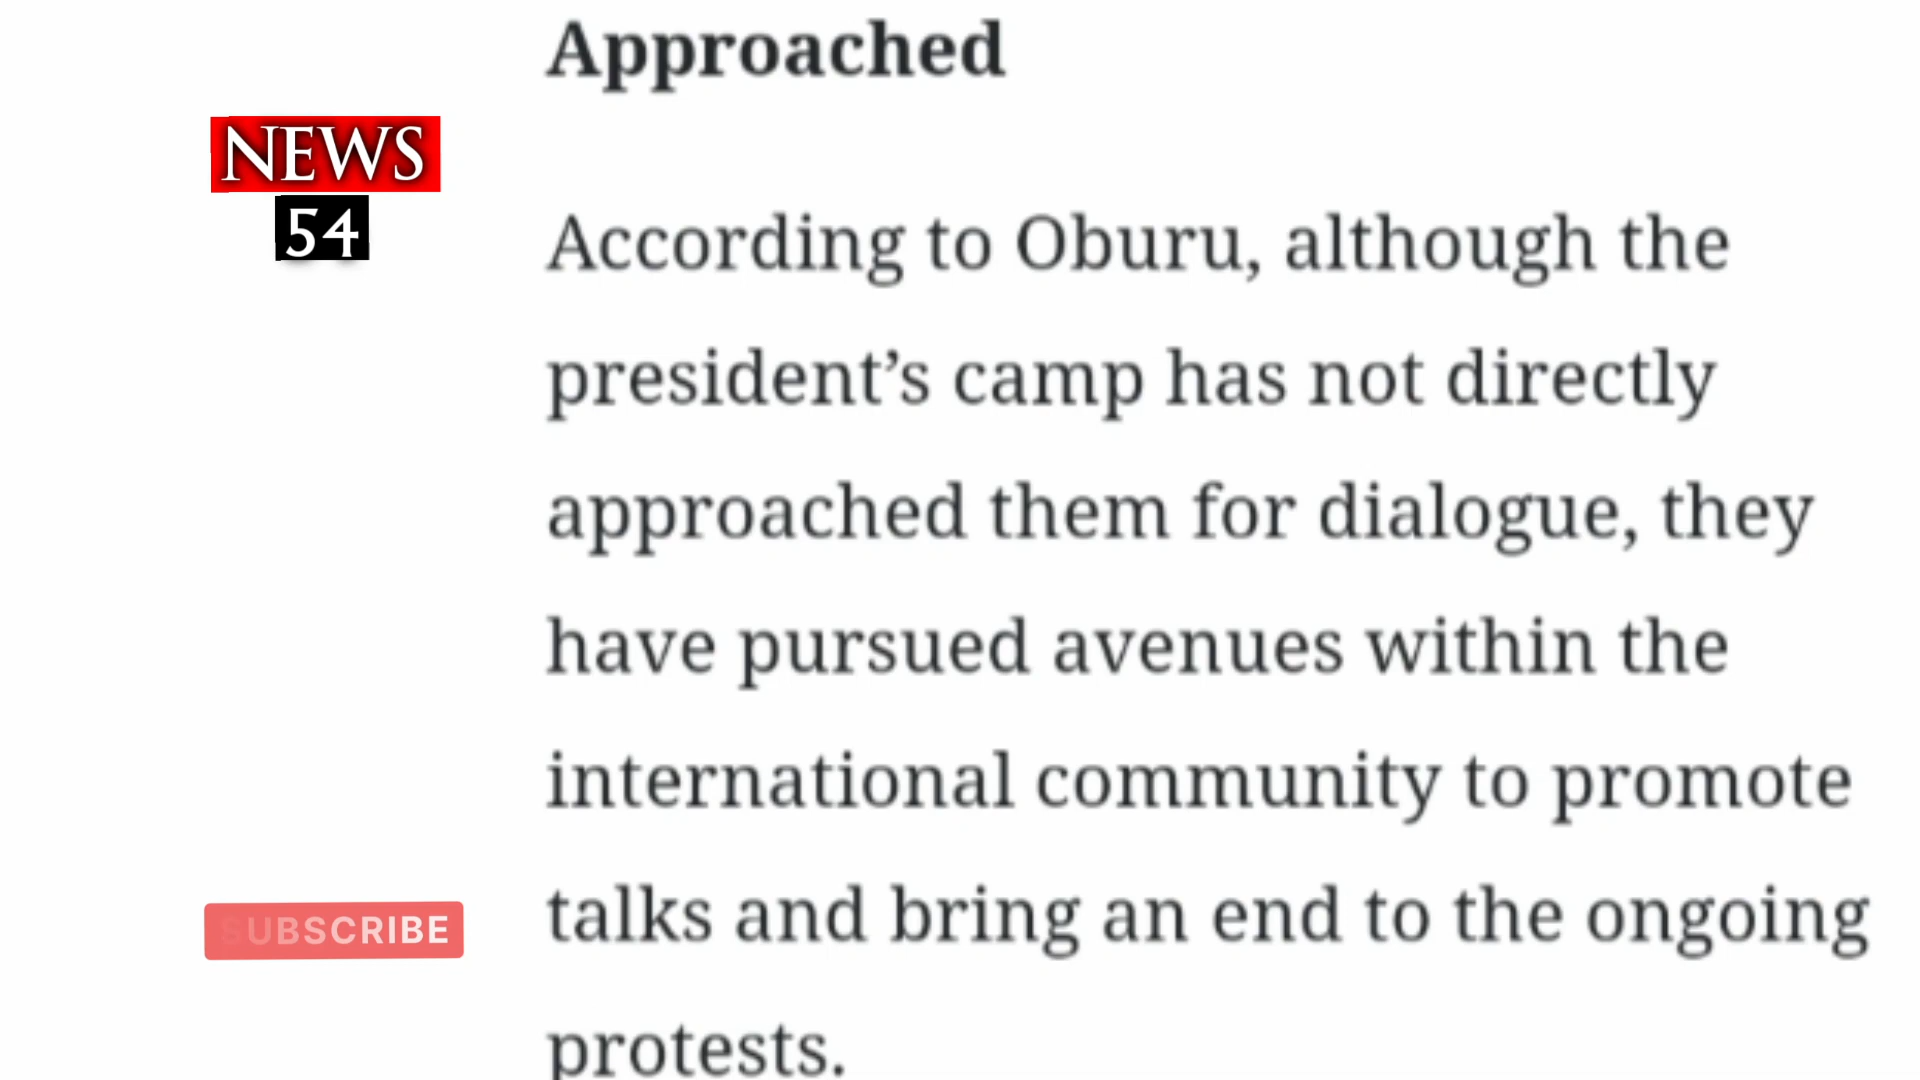 Approached
NEWS
54
According to Oburu, although the
president’s camp has not directly
approached them for dialogue, they
have pursued avenues within the
international community to promote
talks and bring an end to the ongoing
protests.
SUBSCRIBE